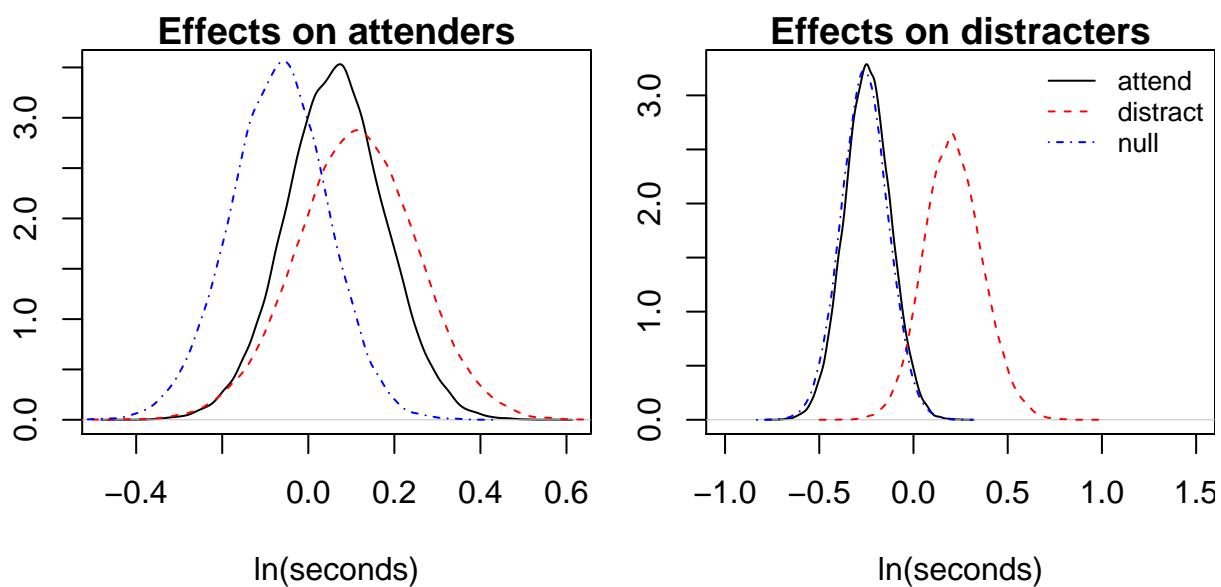 Effects on attenders
0.0 1.0 2.0 3.0
−0.4 0.0 0.2 0.4 0.6
ln(seconds)
Effects on distracters
attend
distract
null
0.0 1.0 2.0 3.0
−1.0 −0.5 0.0 0.5 1.0 1.5
ln(seconds)